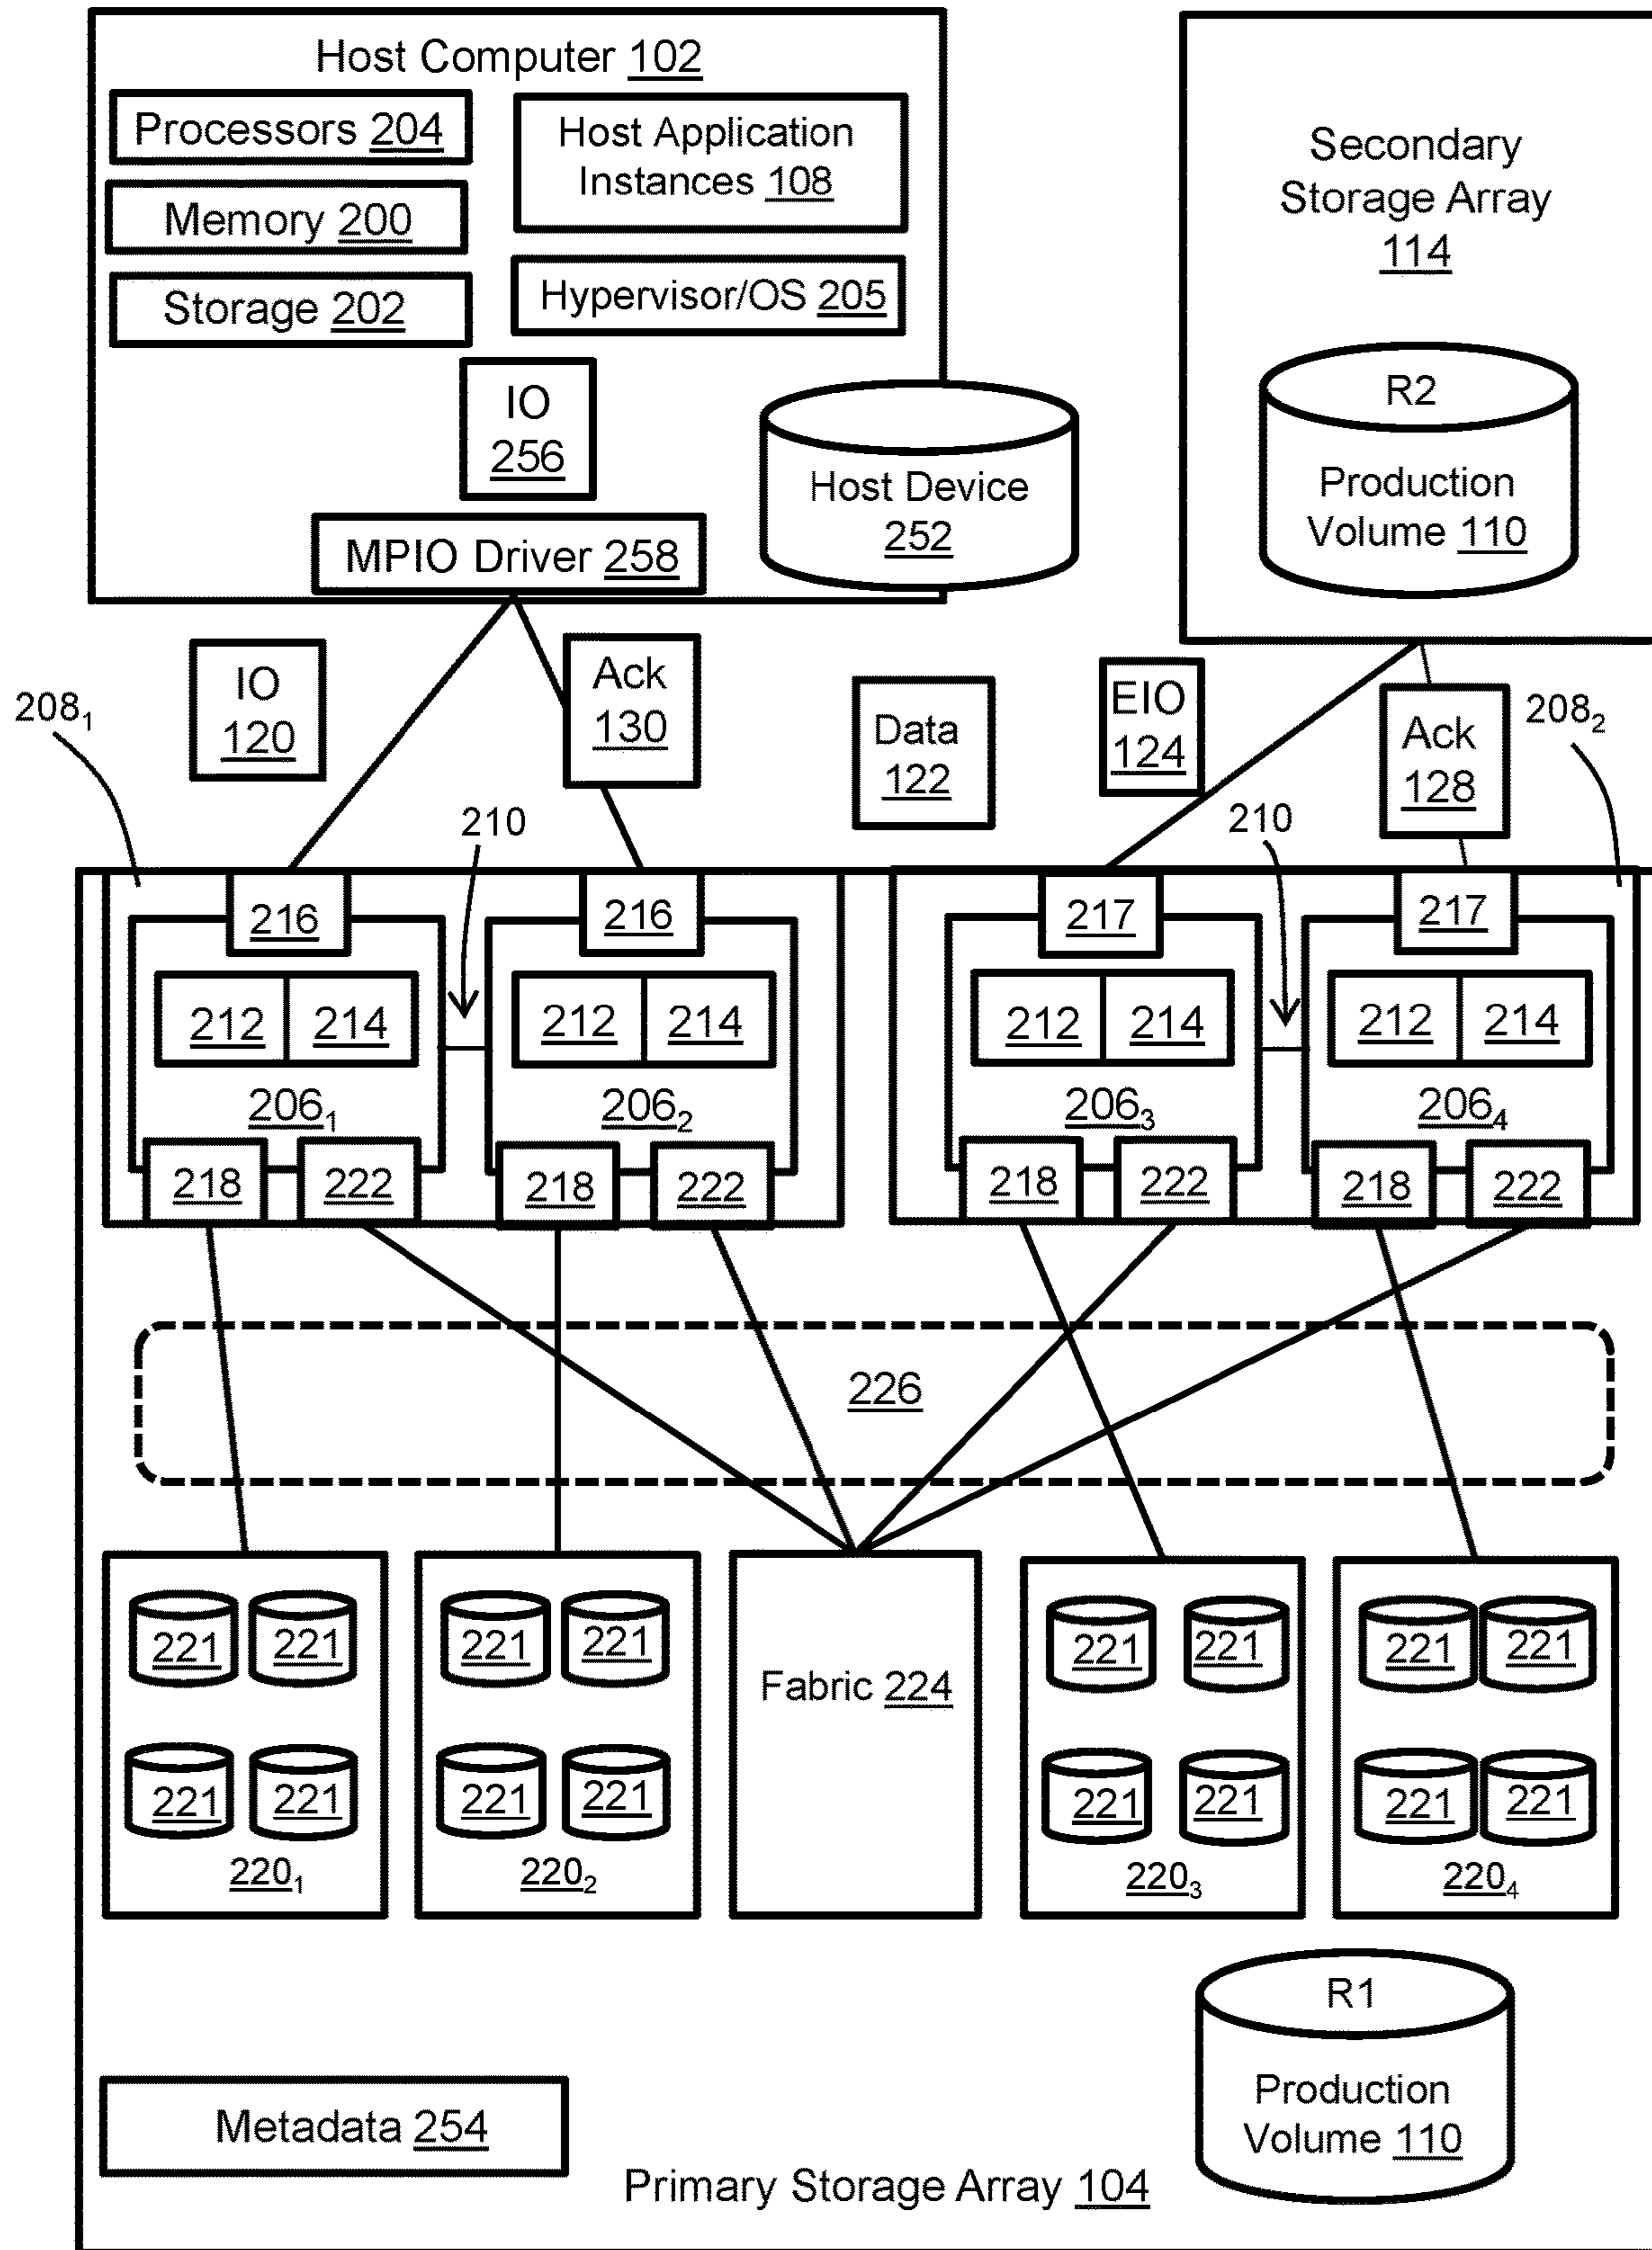 Host Computer 102
Processors 204
Memory 200
Storage 202
Host Application
Instances 108
Hypervisor/OS 205
IO
256
MPIO Driver 258
Host Device
252
Secondary
Storage Array
114
R2
Production
Volume 110
IO
120
Ack
130
Data
122
EIO
124
Ack
128
208₁
208₂
210
210
216
216
217
217
212 214
212 214
212 214
212 214
206₁
206₂
206₃
206₄
218 222
218 222
218 222
218 222
226
221 221
221 221
220₁
221 221
221 221
220₂
Fabric 224
221 221
221 221
220₃
221 221
221 221
220₄
R1
Production
Volume 110
Metadata 254
Primary Storage Array 104